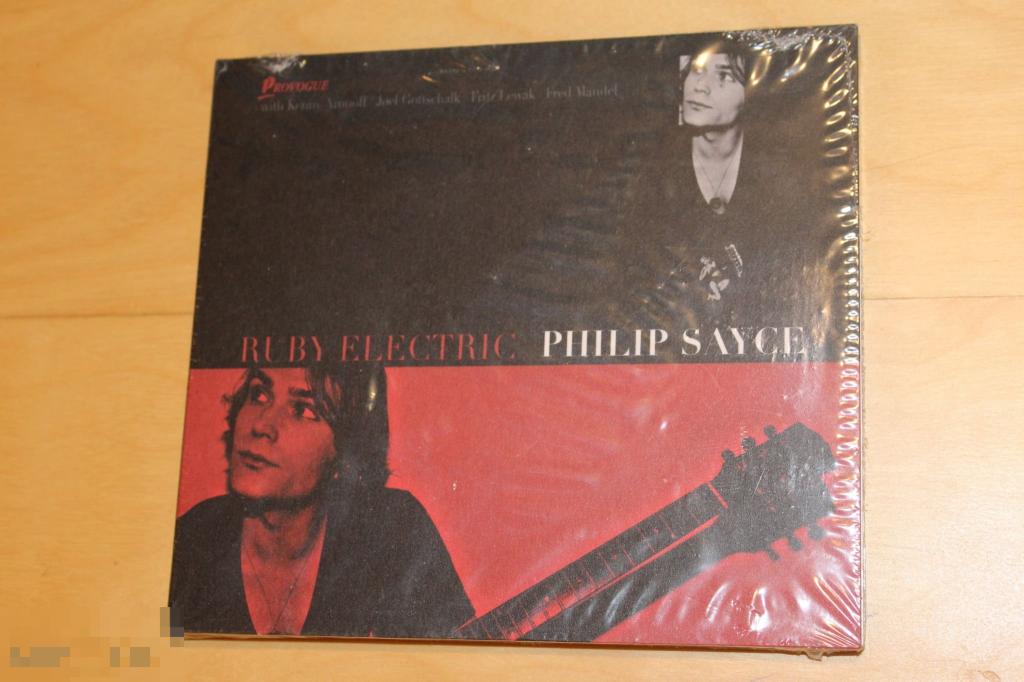 PROVOGUE
with Kenny Aronoff Joel Gottschalk Fritz Lewak Fred Mandel
RUBY ELECTRIC PHILIP SAYCE